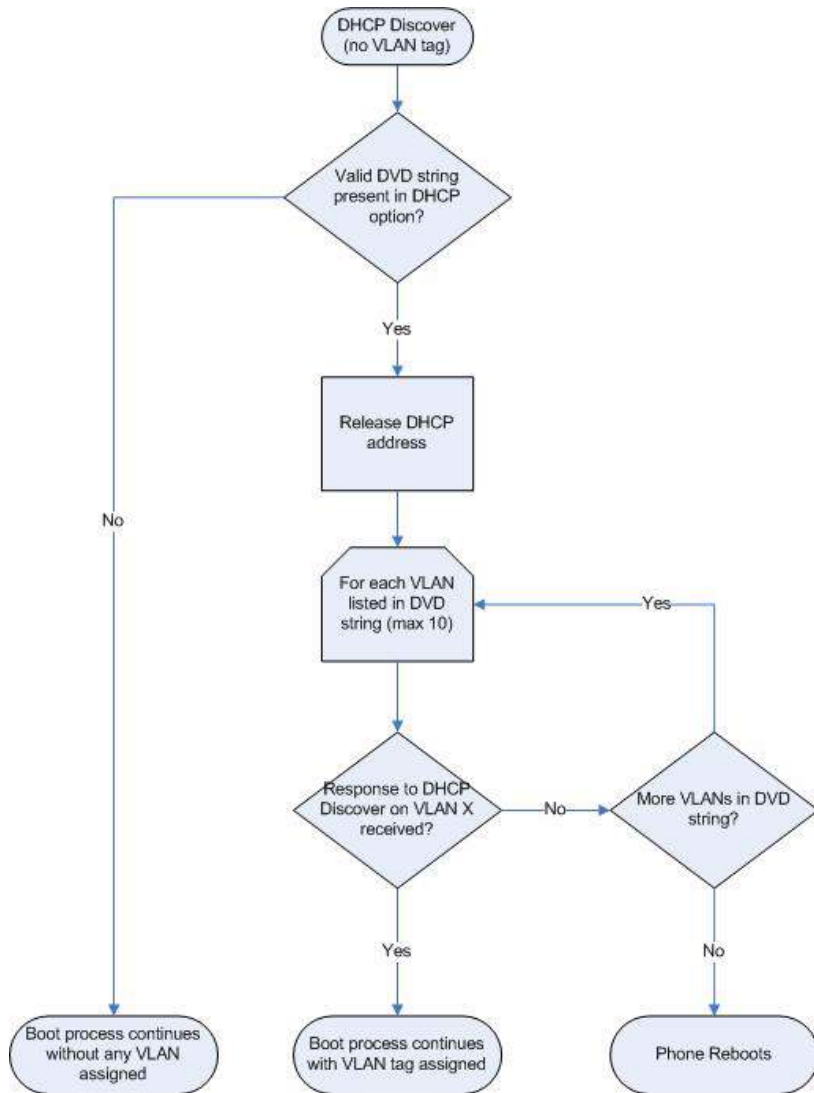 DHCP Discover
(no VLAN tag)
Valid DVD string
present in DHCP
option?
Yes
Release DHCP
address
No
For each VLAN
listed in DVD
string (max 10)
Yes
Response to DHCP
Discover on VLAN X
received?
No
More VLANs in DVD
string?
Yes
No
Boot process continues
without any VLAN
assigned
Boot process continues
with VLAN tag assigned
Phone Reboots